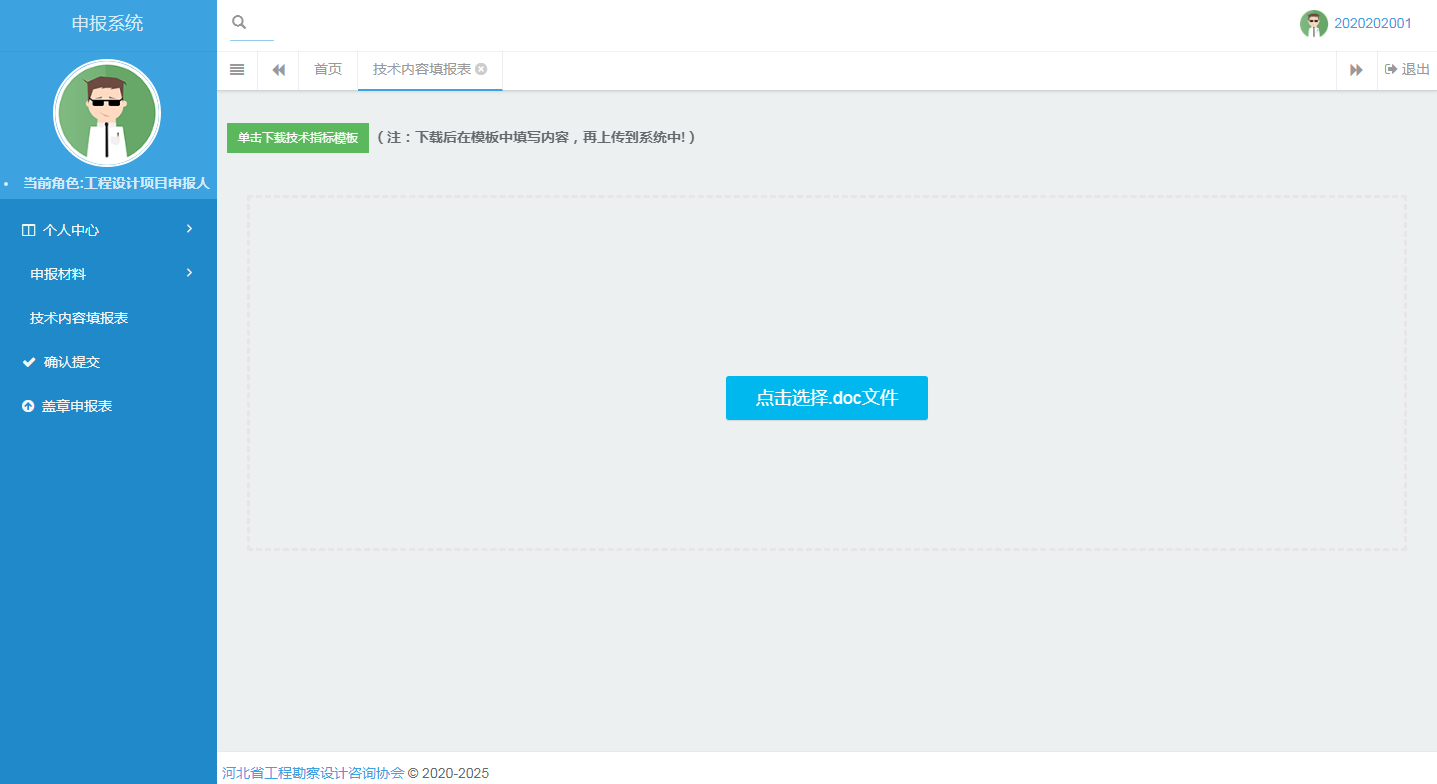 申报系统
2020202001
首页
技术内容填报表
退出
单击下载技术指标模板 （注：下载后在模板中填写内容，再上传到系统中!）
当前角色:工程设计项目申报人
个人中心
申报材料
技术内容填报表
确认提交
盖章申报表
点击选择.doc文件
河北省工程勘察设计咨询协会 © 2020-2025